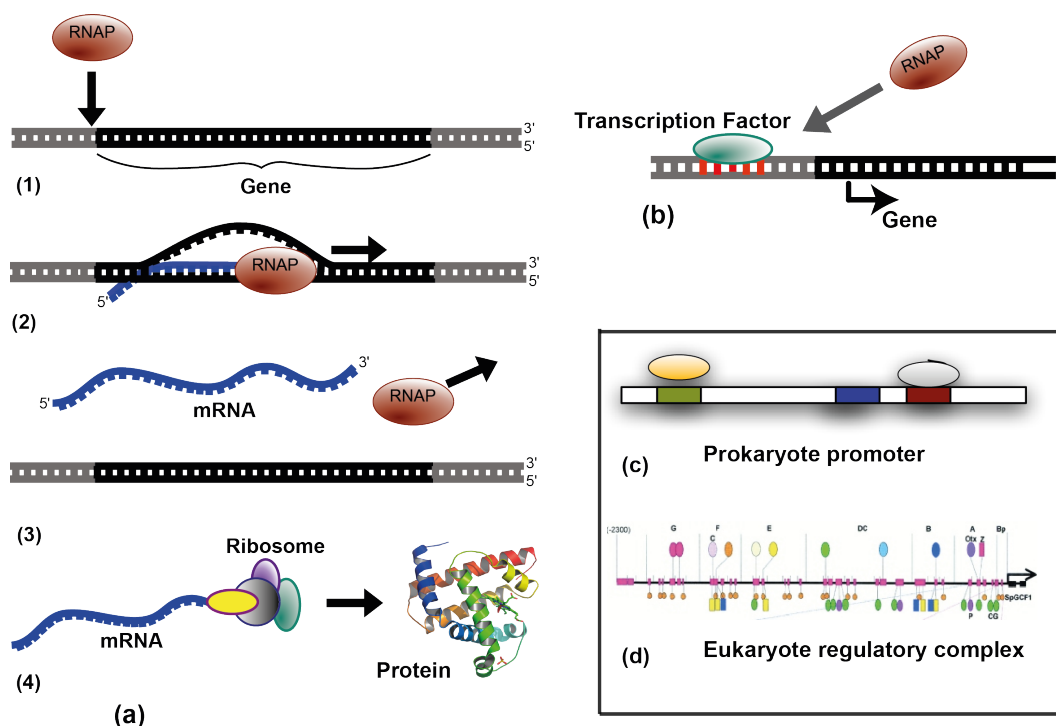 RNAP
3'
5'
(1)
Gene
RNAP
3'
5'
5'
(2)
3'
5'
mRNA
RNAP
3'
5'
(3)
Ribosome
mRNA
Protein
(4)
(a)
RNAP
Transcription Factor
(b)
Gene
(c)
Prokaryote promoter
(-2300)
G
F
E
DC
B
A
Bp
C
Otx
Z
SpGCF1
P
CG
(d)
Eukaryote regulatory complex